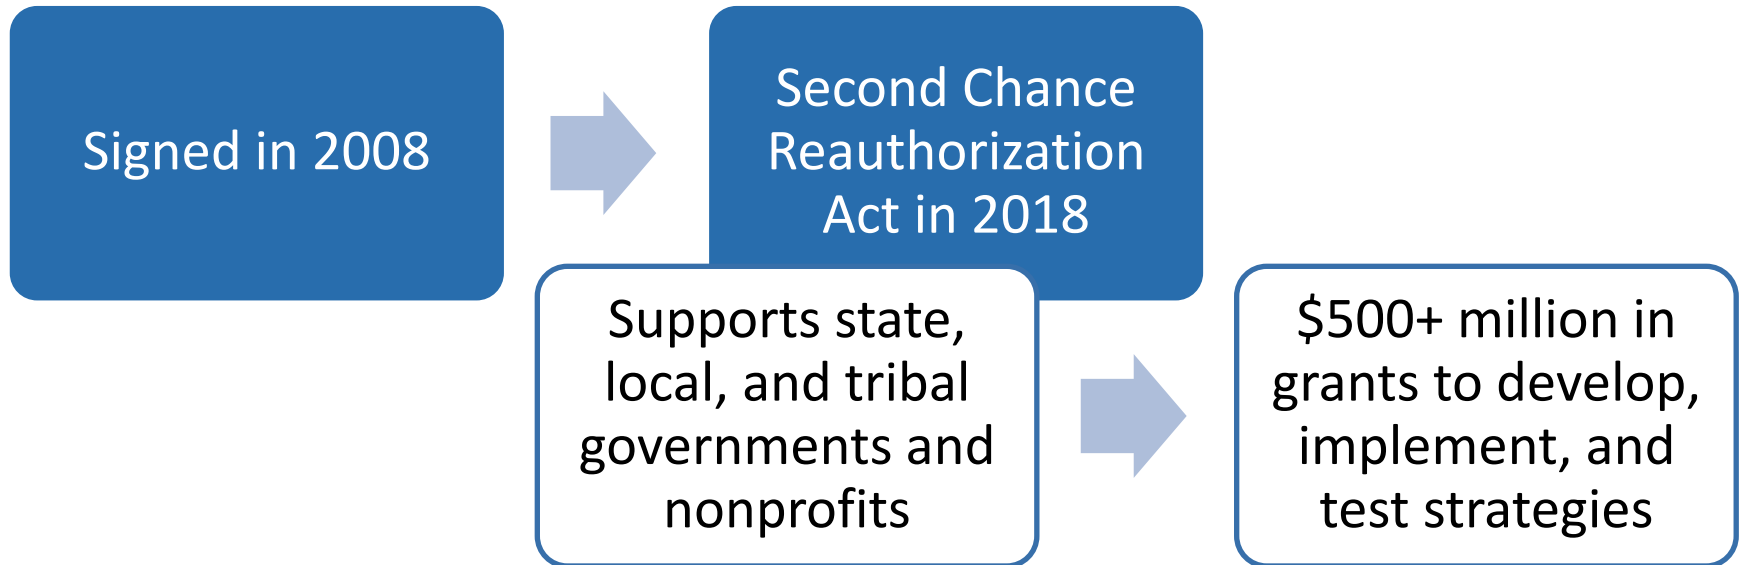 Signed in 2008
Second Chance
Reauthorization
Act in 2018
Supports state,
local, and tribal
governments and
nonprofits
$500+ million in
grants to develop,
implement, and
test strategies